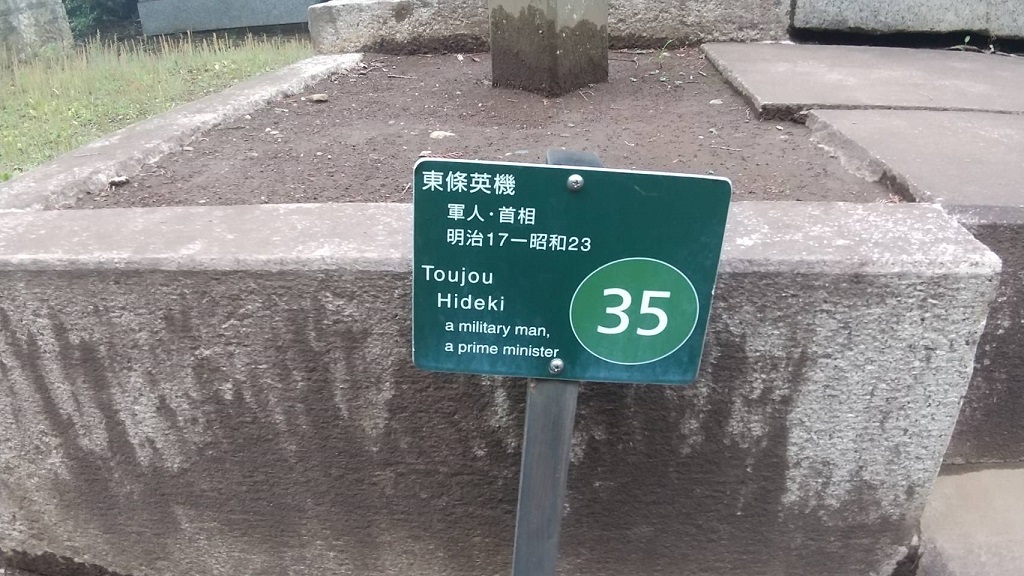 東條英機
軍人・首相
明治17ー昭和23
Toujou
Hideki
a military man,
a prime minister
35